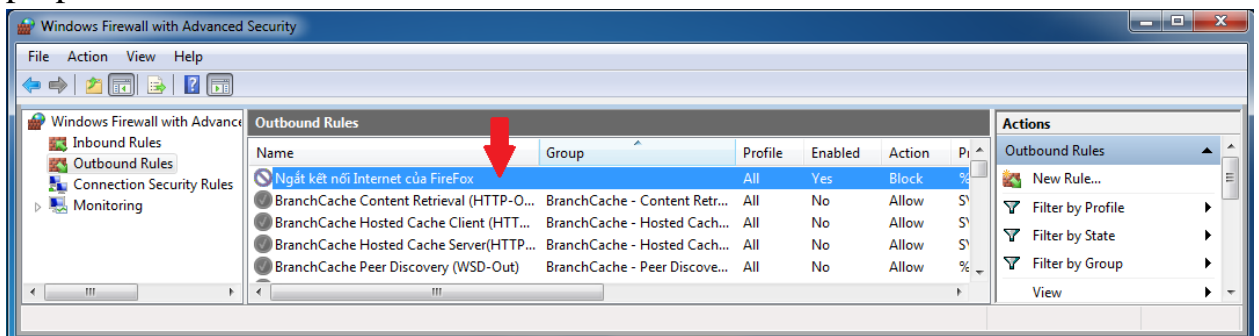 Windows Firewall with Advanced Security
File Action View Help
Windows Firewall with Advance
Inbound Rules
Outbound Rules
Connection Security Rules
Monitoring
Outbound Rules
Name Group Profile Enabled Action
Ngắt kết nối Internet của FireFox All Yes Block %
BranchCache Content Retrieval (HTTP-O... BranchCache - Content Retr... All No Allow
BranchCache Hosted Cache Client (HTT... BranchCache - Hosted Cach... All No Allow
BranchCache Hosted Cache Server(HTTP... BranchCache - Hosted Cach... All No Allow
BranchCache Peer Discovery (WSD-Out) BranchCache - Peer Discove... All No Allow %
Actions
Outbound Rules
New Rule...
Filter by Profile
Filter by State
Filter by Group
View